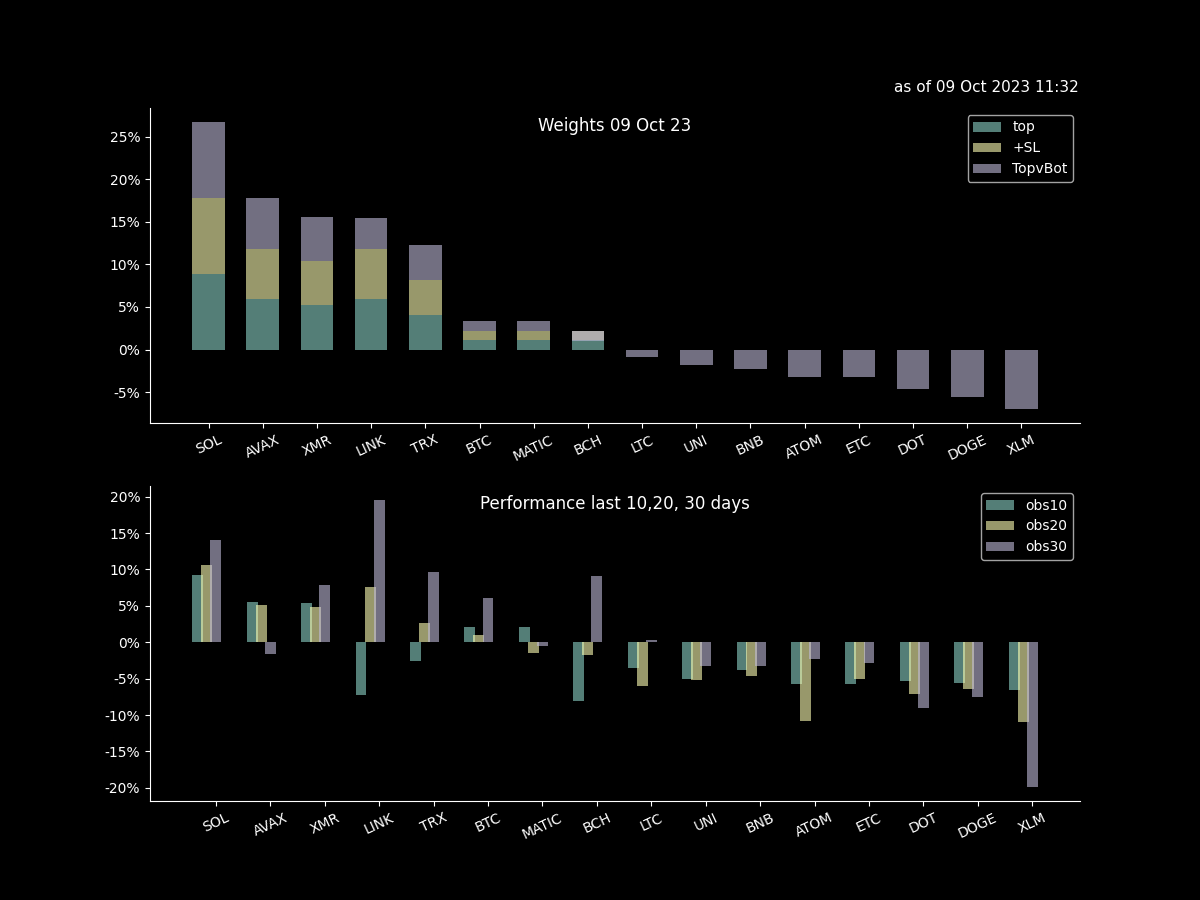 as of 09 Oct 2023 11:32
Weights 09 Oct 23
top
+SL
TopvBot
25%
20%
15%
10%
5%
0%
-5%
SOL AVAX XMR LINK TRX BTC MATIC BCH LTC UNI BNB ATOM ETC DOT DOGE XLM
Performance last 10,20, 30 days
obs10
obs20
obs30
20%
15%
10%
5%
0%
-5%
-10%
-15%
-20%
SOL AVAX XMR LINK TRX BTC MATIC BCH LTC UNI BNB ATOM ETC DOT DOGE XLM